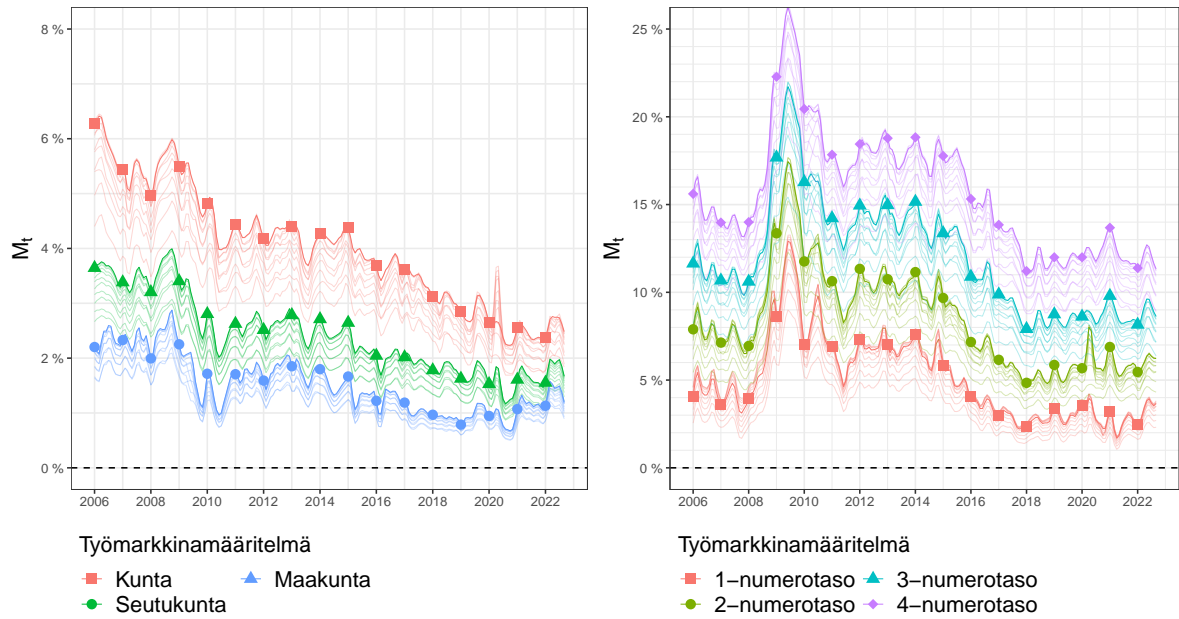 8 %
6 %
4 %
2 %
0 %
M_t
2006 2008 2010 2012 2014 2016 2018 2020 2022
Työmarkkinamääritelmä
Kunta Maakunta
Seutukunta
25 %
20 %
15 %
10 %
5 %
0 %
M_t
2006 2008 2010 2012 2014 2016 2018 2020 2022
Työmarkkinamääritelmä
1−numerotaso 3−numerotaso
2−numerotaso 4−numerotaso